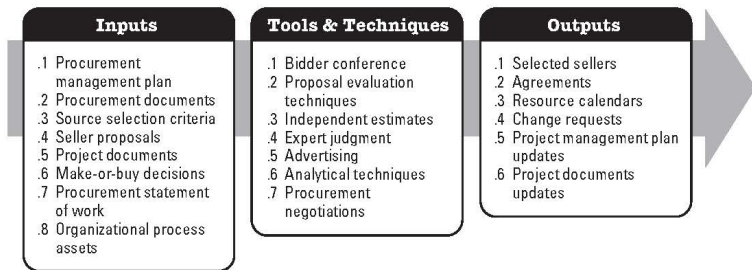 Inputs
.1 Procurement
management plan
.2 Procurement documents
.3 Source selection criteria
.4 Seller proposals
.5 Project documents
.6 Make-or-buy decisions
.7 Procurement statement
of work
.8 Organizational process
assets
Tools & Techniques
.1 Bidder conference
.2 Proposal evaluation
techniques
.3 Independent estimates
.4 Expert judgment
.5 Advertising
.6 Analytical techniques
.7 Procurement
negotiations
Outputs
.1 Selected sellers
.2 Agreements
.3 Resource calendars
.4 Change requests
.5 Project management plan
updates
.6 Project documents
updates